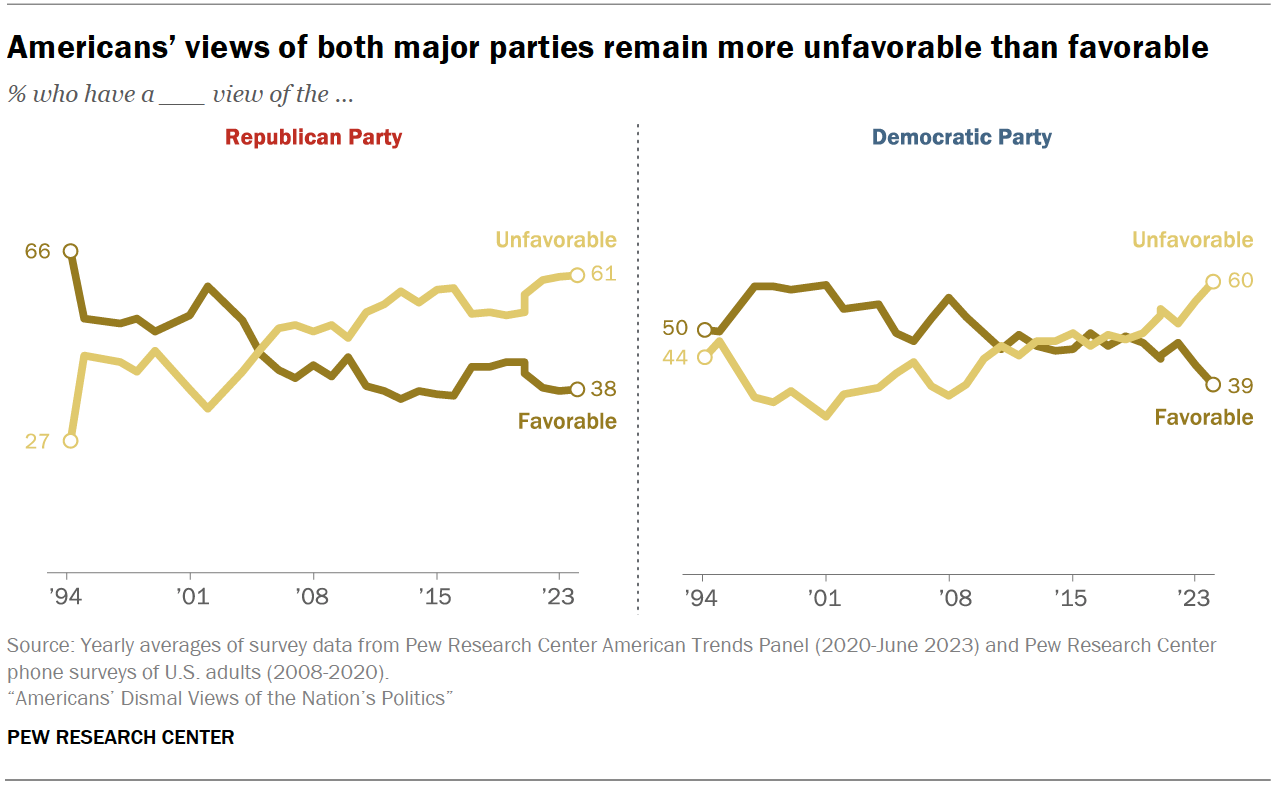 Americans’ views of both major parties remain more unfavorable than favorable
% who have a ____ view of the ...
Republican Party
66
27
Unfavorable
61
38
Favorable
’94 ’01 ’08 ’15 ’23
Democratic Party
50
44
Unfavorable
60
39
Favorable
’94 ’01 ’08 ’15 ’23
Source: Yearly averages of survey data from Pew Research Center American Trends Panel (2020-June 2023) and Pew Research Center
phone surveys of U.S. adults (2008-2020).
“Americans’ Dismal Views of the Nation’s Politics”
PEW RESEARCH CENTER